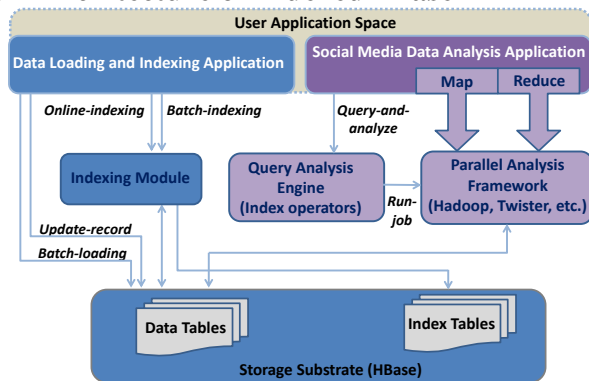 User Application Space
Data Loading and Indexing Application
Social Media Data Analysis Application
Map
Reduce
Online-indexing
Batch-indexing
Query-and-
analyze
Indexing Module
Query Analysis
Engine
(Index operators)
Run-
job
Parallel Analysis
Framework
(Hadoop, Twister, etc.)
Update-record
Batch-loading
Data Tables
Index Tables
Storage Substrate (HBase)